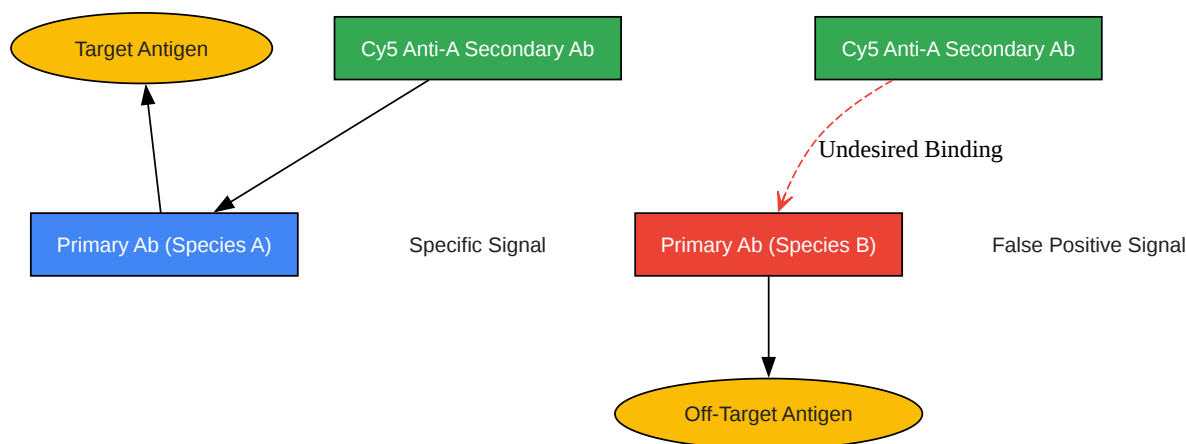 Target Antigen
Cy5 Anti-A Secondary Ab
Cy5 Anti-A Secondary Ab
Undesired Binding
Primary Ab (Species A)
Specific Signal
Primary Ab (Species B)
False Positive Signal
Off-Target Antigen